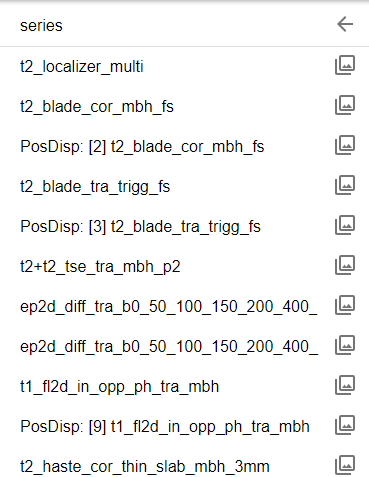 series
t2_localizer_multi
t2_blade_cor_mbh_fs
PosDisp: [2] t2_blade_cor_mbh_fs
t2_blade_tra_trigg_fs
PosDisp: [3] t2_blade_tra_trigg_fs
t2+t2_tse_tra_mbh_p2
ep2d_diff_tra_b0_50_100_150_200_400_
ep2d_diff_tra_b0_50_100_150_200_400_
t1_fl2d_in_opp_ph_tra_mbh
PosDisp: [9] t1_fl2d_in_opp_ph_tra_mbh
t2_haste_cor_thin_slab_mbh_3mm